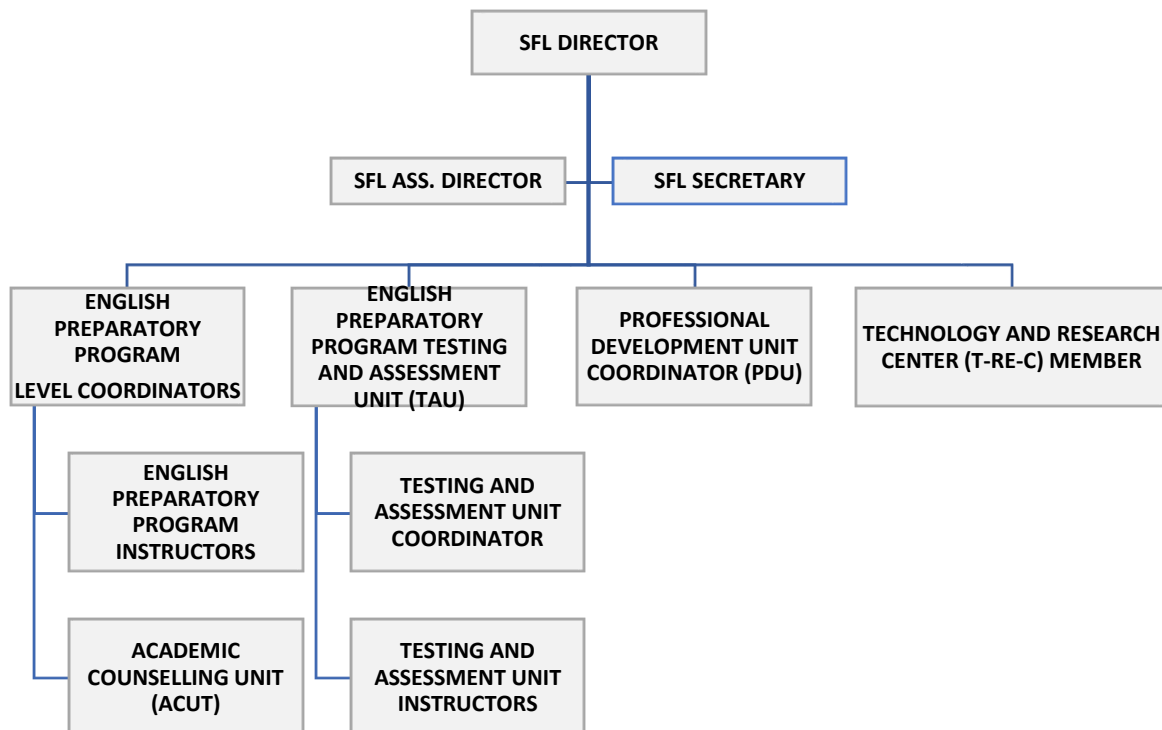 SFL DIRECTOR
SFL ASS. DIRECTOR
SFL SECRETARY
ENGLISH
PREPARATORY
PROGRAM
LEVEL COORDINATORS
ENGLISH
PREPARATORY
PROGRAM TESTING
AND ASSESSMENT
UNIT (TAU)
PROFESSIONAL
DEVELOPMENT UNIT
COORDINATOR (PDU)
TECHNOLOGY AND RESEARCH
CENTER (T-RE-C) MEMBER
ENGLISH
PREPARATORY
PROGRAM
INSTRUCTORS
TESTING AND
ASSESSMENT UNIT
COORDINATOR
ACADEMIC
COUNSELLING UNIT
(ACUT)
TESTING AND
ASSESSMENT UNIT
INSTRUCTORS